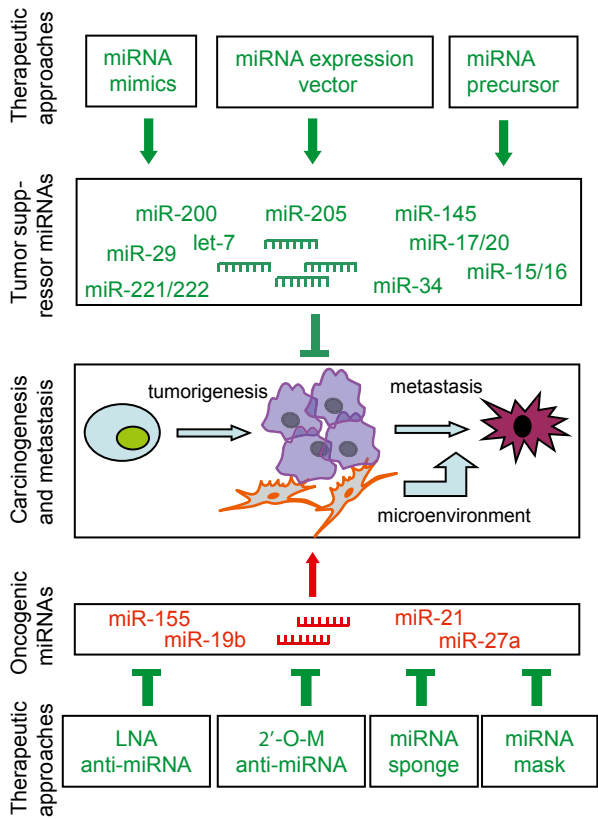 Therapeutic
approaches
miRNA
mimics
miRNA expression
vector
miRNA
precursor
Tumor supp-
ressor miRNAs
miR-200
miR-205
miR-145
miR-29
let-7
miR-17/20
miR-221/222
miR-34
miR-15/16
Carcinogenesis
and metastasis
tumorigenesis
metastasis
microenvironment
Oncogenic
miRNAs
miR-155
miR-21
miR-19b
miR-27a
Therapeutic
approaches
LNA
anti-miRNA
2′-O-M
anti-miRNA
miRNA
sponge
miRNA
mask